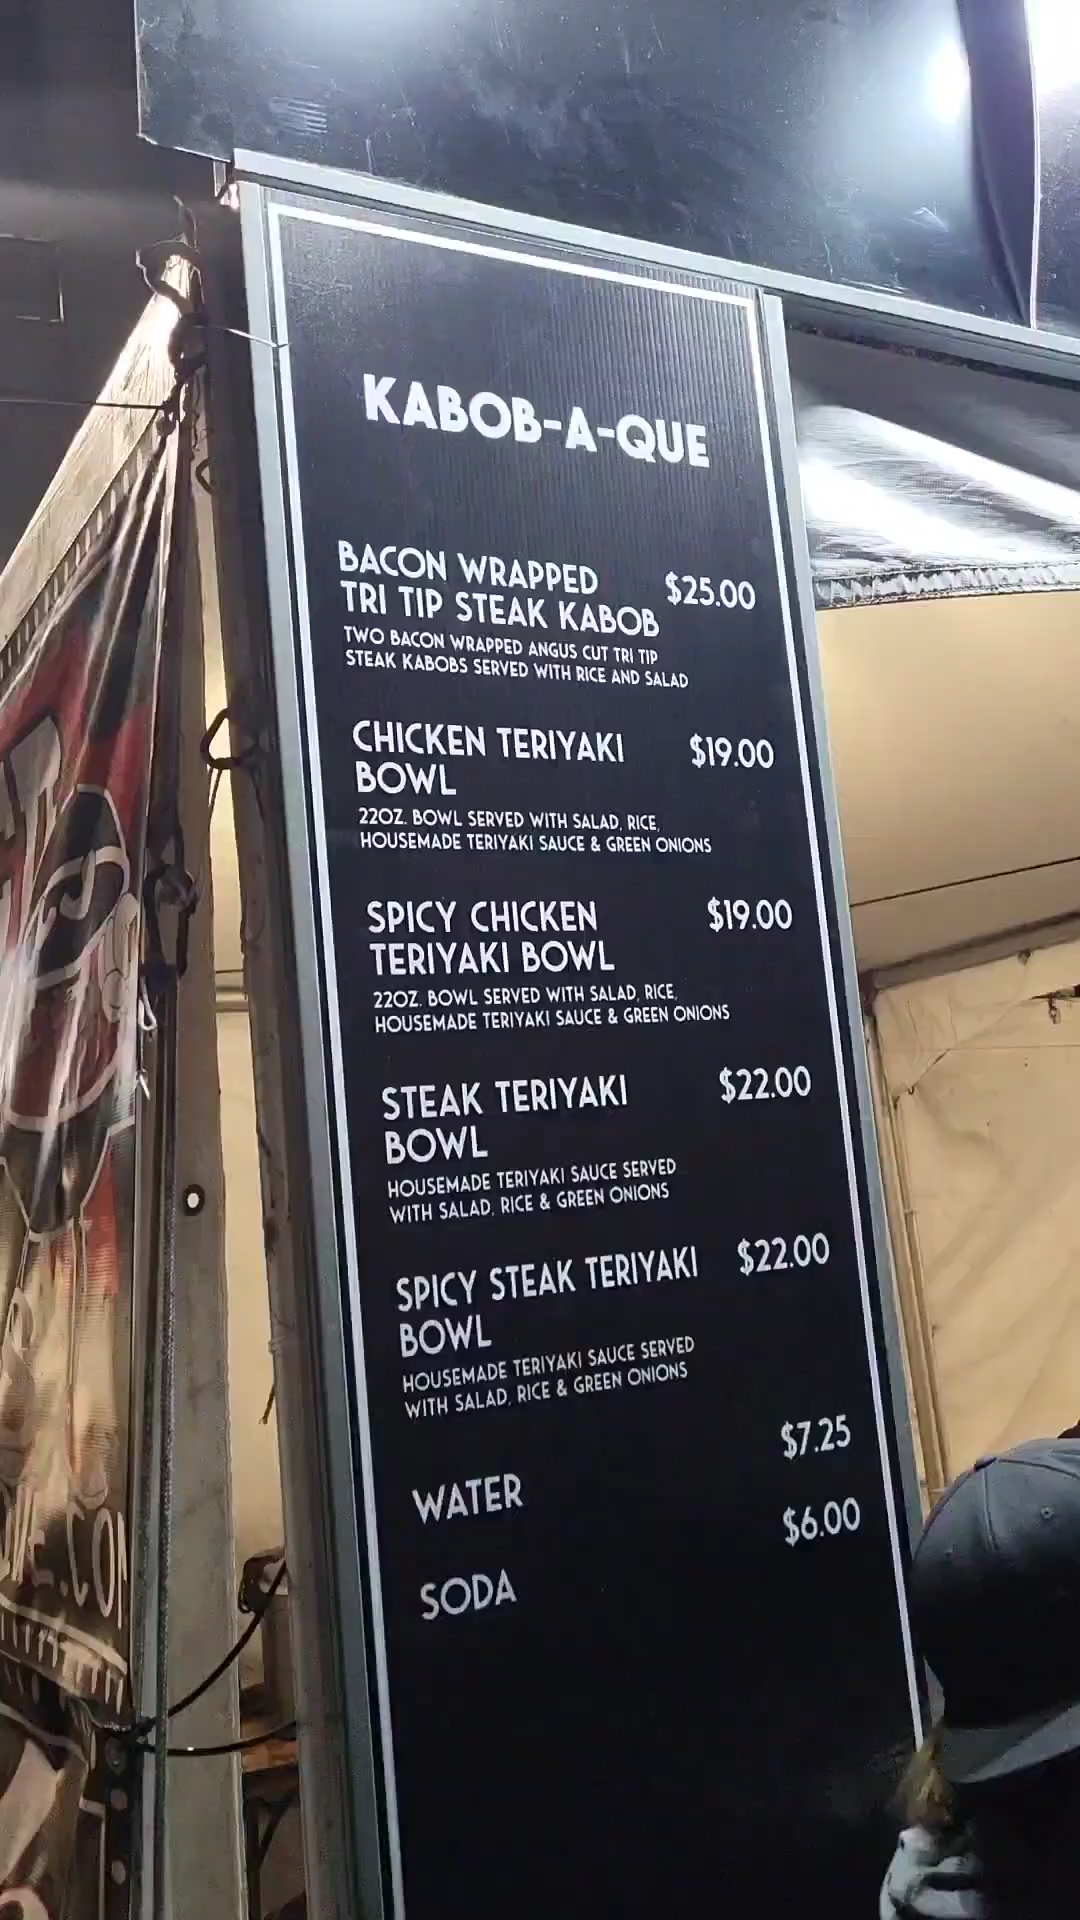 KABOB-A-QUE
BACON WRAPPED
TRI TIP STEAK KABOB
$25.00
TWO BACON WRAPPED ANGUS CUT TRI TIP
STEAK KABOBS SERVED WITH RICE AND SALAD
CHICKEN TERIYAKI
BOWL
$19.00
22OZ. BOWL SERVED WITH SALAD, RICE,
HOUSEMADE TERIYAKI SAUCE & GREEN ONIONS
SPICY CHICKEN
TERIYAKI BOWL
$19.00
22OZ. BOWL SERVED WITH SALAD, RICE,
HOUSEMADE TERIYAKI SAUCE & GREEN ONIONS
STEAK TERIYAKI
BOWL
$22.00
HOUSEMADE TERIYAKI SAUCE SERVED
WITH SALAD, RICE & GREEN ONIONS
SPICY STEAK TERIYAKI
BOWL
$22.00
HOUSEMADE TERIYAKI SAUCE SERVED
WITH SALAD, RICE & GREEN ONIONS
$7.25
WATER
$6.00
SODA